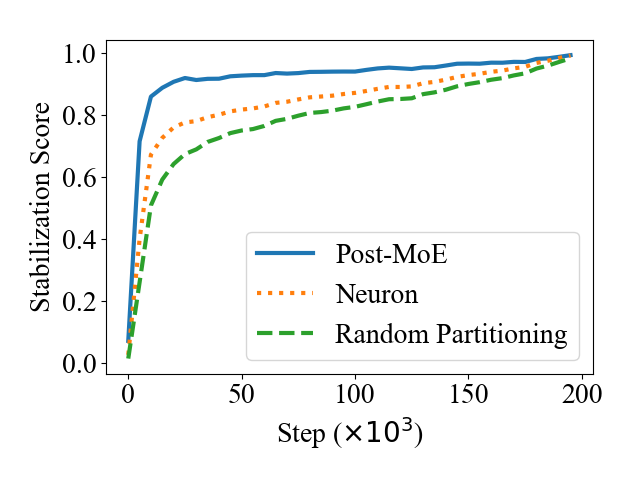 Stabilization Score
1.0
0.8
0.6
0.4
0.2
0.0
Post-MoE
Neuron
Random Partitioning
0 50 100 150 200
Step (×10³)